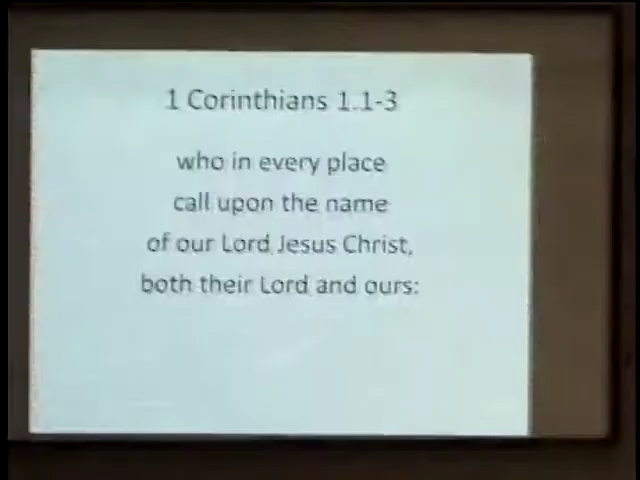 1 Corinthians 1.1-3
who in every place
call upon the name
of our Lord Jesus Christ,
both their Lord and ours: